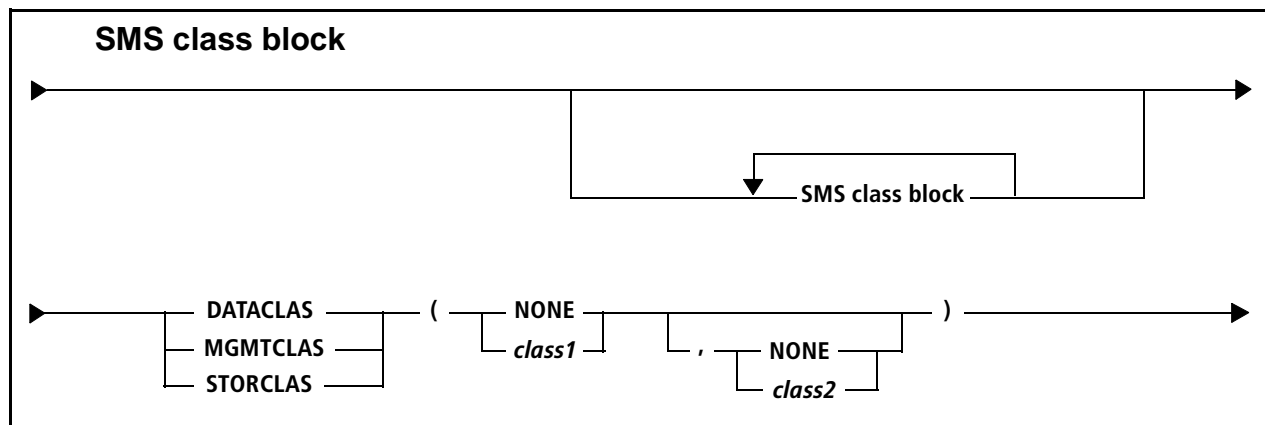 SMS class block
SMS class block
DATACLAS ( NONE )
MGMTCLAS class1 , NONE
STORCLAS class2